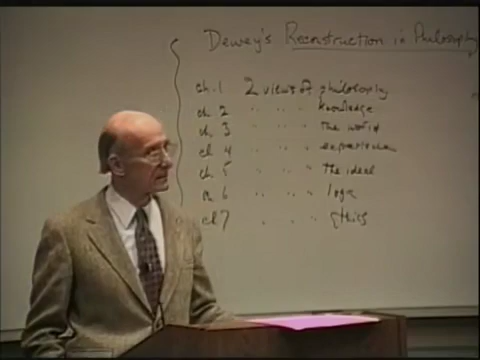 Dewey's Reconstruction in Philosophy
ch. 1 2 views of philosophy
ch 2 " " " knowledge
ch 3 " " " the world
ch 4 " " " experience
ch 5 " " " the ideal
ch 6 " " " logic
ch 7 " " " ethics